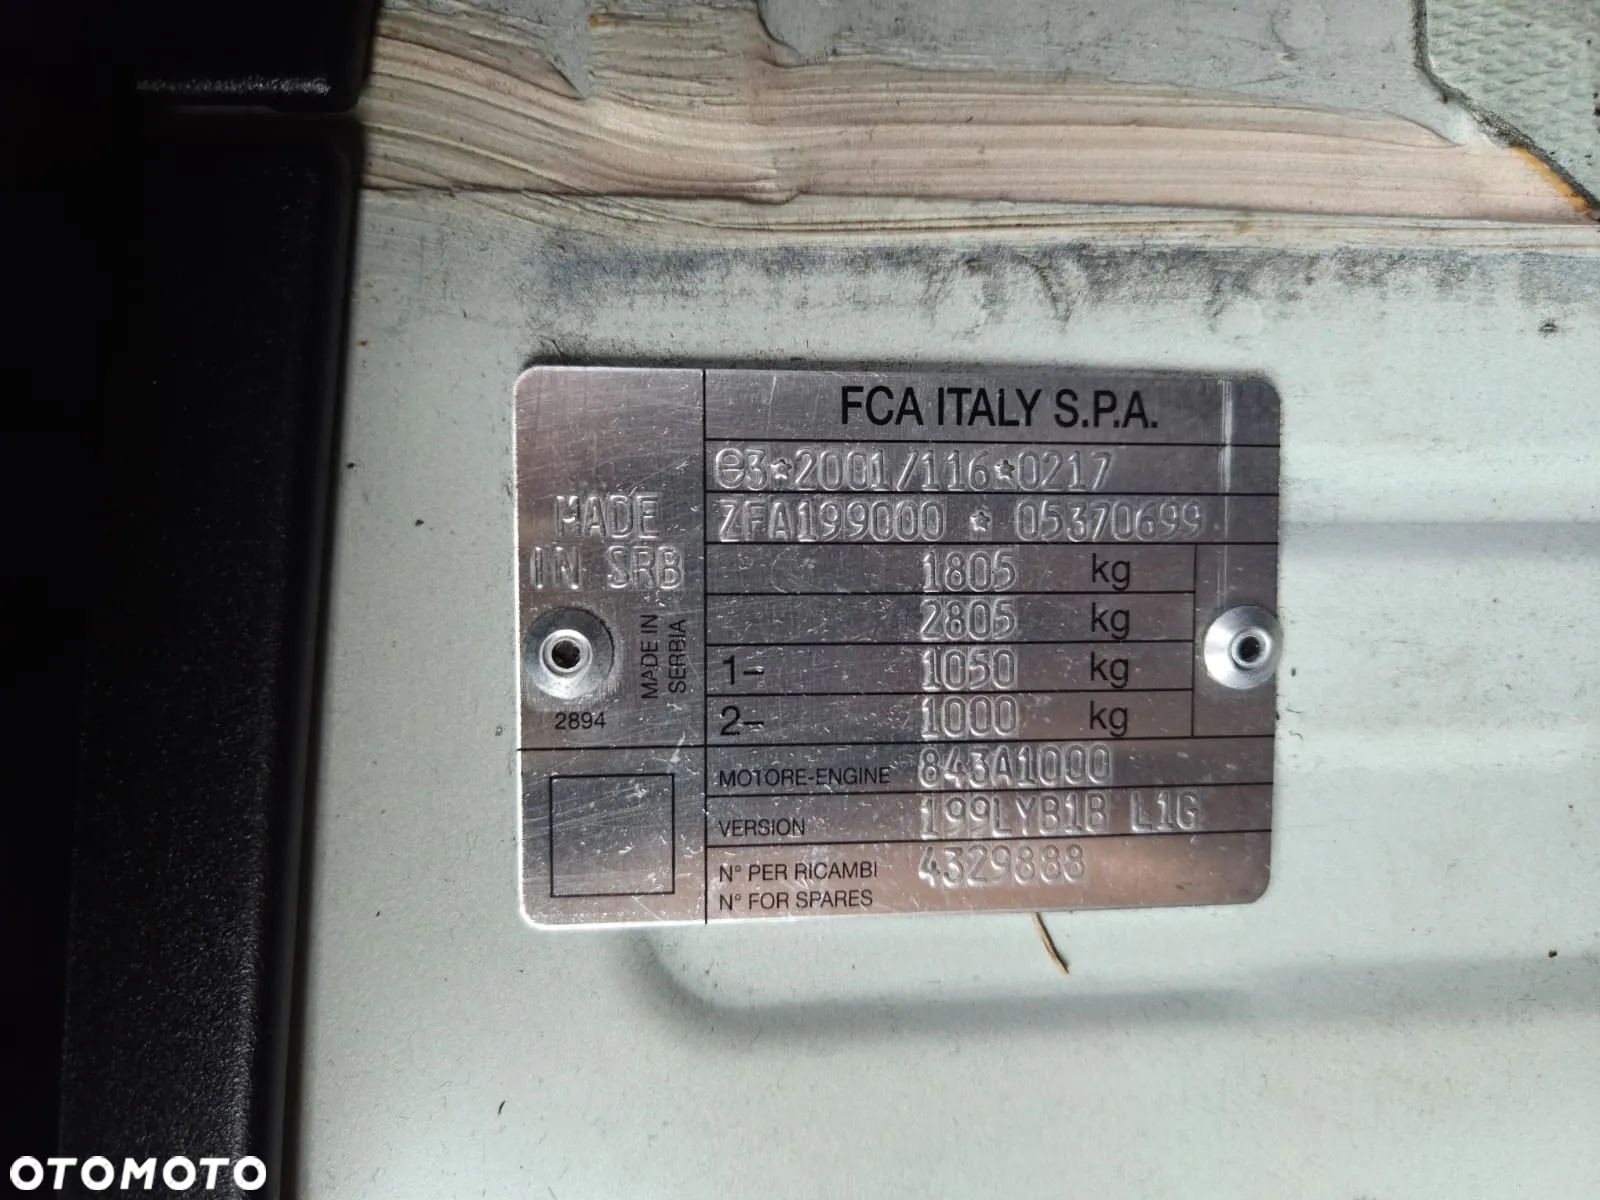 FCA ITALY S.P.A.
e3*2001/116*0217
ZFA199000 * 05370699
MADE
IN SRB
MADE IN
SERBIA
2894
1805 kg
2805 kg
1- 1050 kg
2- 1000 kg
MOTORE-ENGINE 843A1000
VERSION 199LYB1B L1G
N° PER RICAMBI 4329888
N° FOR SPARES
OTOMOTO